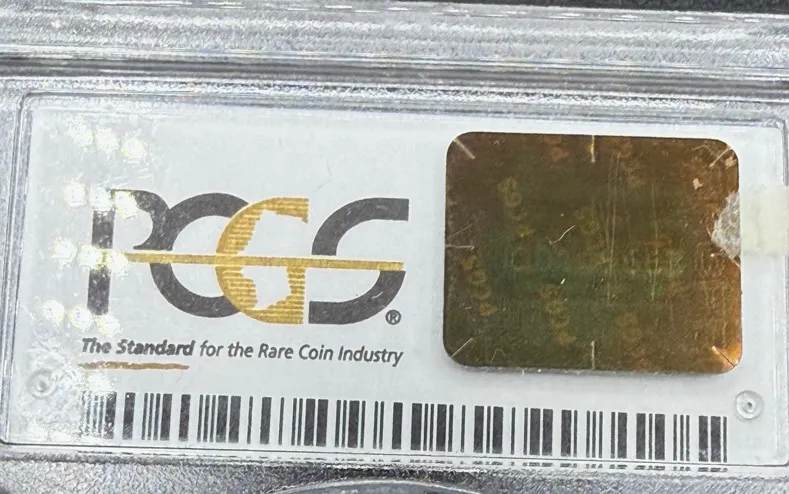 PCGS®
The Standard for the Rare Coin Industry